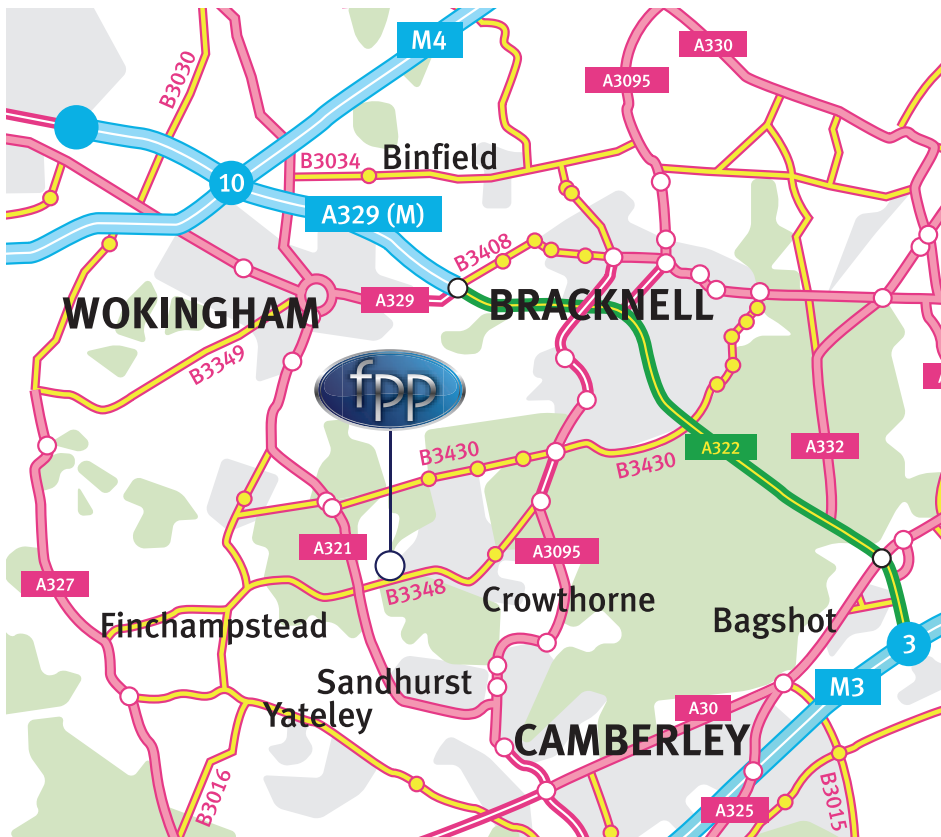 M4
A330
B3030
A3095
B3034
Binfield
10
A329 (M)
B3408
A329
WOKINGHAM
BRACKNELL
B3349
fpp
B3430
B3430
A322
A332
A321
A3095
A327
B3348
Crowthorne
Finchampstead
Bagshot
3
Sandhurst
M3
Yateley
A30
CAMBERLEY
B3016
A325
B3015